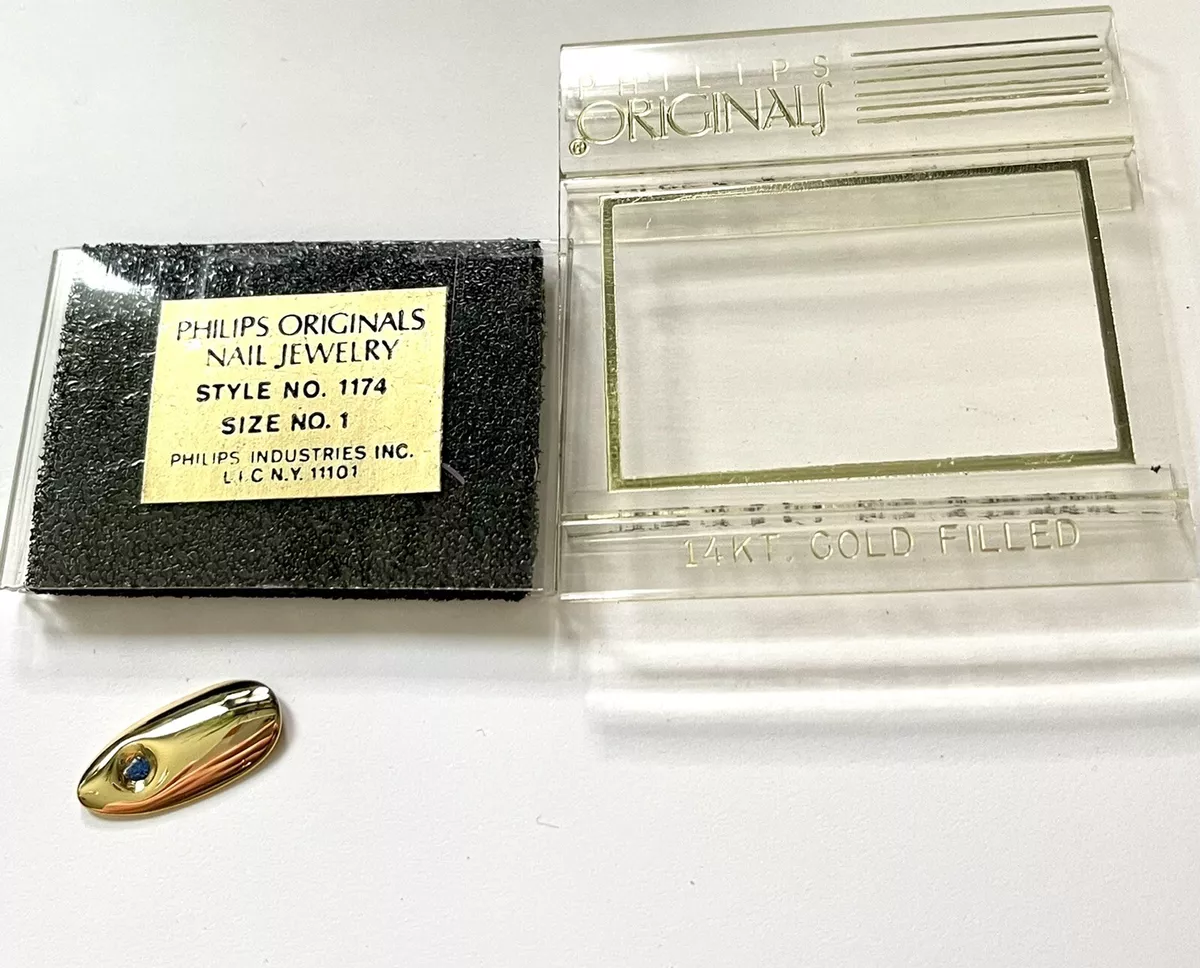 PHILIPS ORIGINALS
NAIL JEWELRY
STYLE NO. 1174
SIZE NO. 1
PHILIPS INDUSTRIES INC.
L.I.C N.Y. 11101
PHILIPS
ORIGINALS
®
14KT. GOLD FILLED